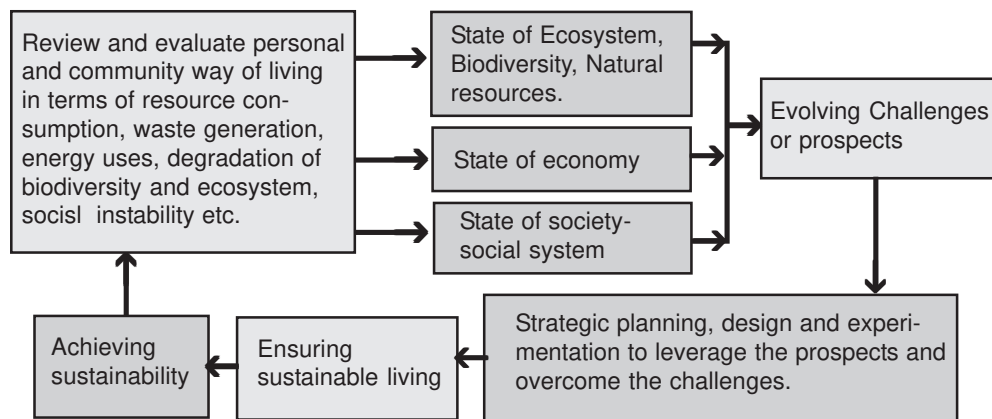 Review and evaluate personal
and community way of living
in terms of resource con-
sumption, waste generation,
energy uses, degradation of
biodiversity and ecosystem,
socisl instability etc.
State of Ecosystem,
Biodiversity, Natural
resources.
State of economy
State of society-
social system
Evolving Challenges
or prospects
Strategic planning, design and experi-
mentation to leverage the prospects and
overcome the challenges.
Ensuring
sustainable living
Achieving
sustainability